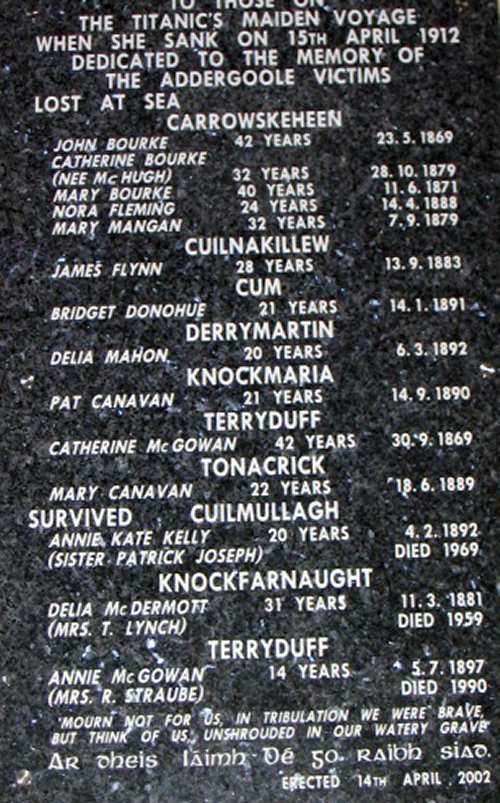 TO THOSE ON
THE TITANIC'S MAIDEN VOYAGE
WHEN SHE SANK ON 15TH APRIL 1912
DEDICATED TO THE MEMORY OF
THE ADDERGOOLE VICTIMS
LOST AT SEA
CARROWSKEHEEN
JOHN BOURKE 42 YEARS 23.5.1869
CATHERINE BOURKE
(NEE McHUGH) 32 YEARS 28.10.1879
MARY BOURKE 40 YEARS 11.6.1871
NORA FLEMING 24 YEARS 14.4.1888
MARY MANGAN 32 YEARS 7.9.1879
CUILNAKILLEW
JAMES FLYNN 28 YEARS 13.9.1883
CUM
BRIDGET DONOHUE 21 YEARS 14.1.1891
DERRYMARTIN
DELIA MAHON 20 YEARS 6.3.1892
KNOCKMARIA
PAT CANAVAN 21 YEARS 14.9.1890
TERRYDUFF
CATHERINE McGOWAN 42 YEARS 30.9.1869
TONACRICK
MARY CANAVAN 22 YEARS 18.6.1889
SURVIVED CUILMULLAGH
ANNIE KATE KELLY 20 YEARS 4.2.1892
(SISTER PATRICK JOSEPH) DIED 1969
KNOCKFARNAUGHT
DELIA McDERMOTT 31 YEARS 11.3.1881
(MRS. T. LYNCH) DIED 1959
TERRYDUFF
ANNIE McGOWAN 14 YEARS 5.7.1897
(MRS. R. STRAUBE) DIED 1990
'MOURN NOT FOR US, IN TRIBULATION WE WERE BRAVE,
BUT THINK OF US, UNSHROUDED IN OUR WATERY GRAVE'
Ar dheis láimh Dé go raibh siad.
ERECTED 14TH APRIL 2002